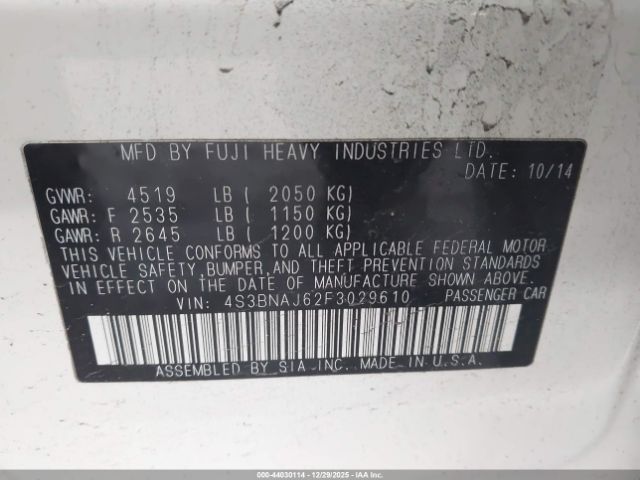 MFD BY FUJI HEAVY INDUSTRIES LTD.
DATE: 10/14
GVWR: 4519 LB ( 2050 KG)
GAWR: F 2535 LB ( 1150 KG)
GAWR: R 2645 LB ( 1200 KG)
THIS VEHICLE CONFORMS TO ALL APPLICABLE FEDERAL MOTOR
VEHICLE SAFETY, BUMPER, AND THEFT PREVENTION STANDARDS
IN EFFECT ON THE DATE OF MANUFACTURE SHOWN ABOVE.
VIN: 4S3BNAJ62F3029610 PASSENGER CAR
ASSEMBLED BY SIA INC. MADE IN U.S.A.
000-44030114 - 12/29/2025 - IAAI.COM